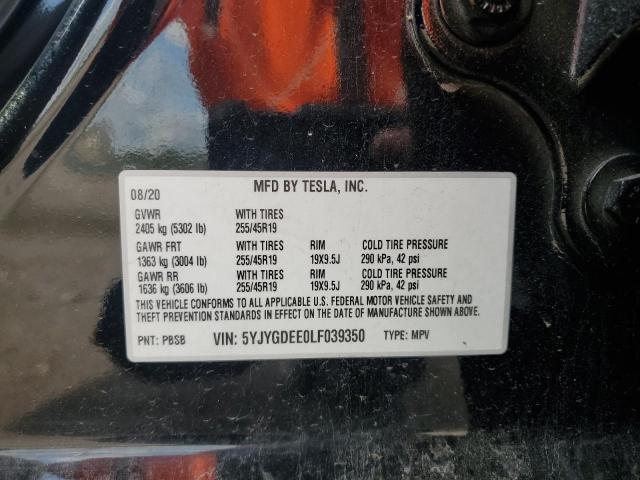 MFD BY TESLA, INC.
08/20
GVWR WITH TIRES
2405 kg (5302 lb) 255/45R19
GAWR FRT WITH TIRES RIM COLD TIRE PRESSURE
1363 kg (3004 lb) 255/45R19 19X9.5J 290 kPa, 42 psi
GAWR RR WITH TIRES RIM COLD TIRE PRESSURE
1636 kg (3606 lb) 255/45R19 19X9.5J 290 kPa, 42 psi
THIS VEHICLE CONFORMS TO ALL APPLICABLE U.S. FEDERAL MOTOR VEHICLE SAFETY AND
THEFT PREVENTION STANDARDS IN EFFECT ON THE DATE OF MANUFACTURE SHOWN ABOVE.
PNT: PBSB VIN: 5YJYGDEE0LF039350 TYPE: MPV